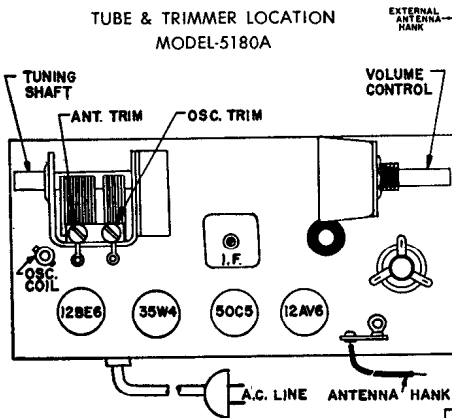 TUBE & TRIMMER LOCATION
MODEL-5180A
EXTERNAL
ANTENNA
HANK
TUNING
SHAFT
VOLUME
CONTROL
ANT. TRIM
OSC. TRIM
I.F.
OSC.
COIL
12BE6
35W4
50C5
12AV6
A.C. LINE
ANTENNA HANK